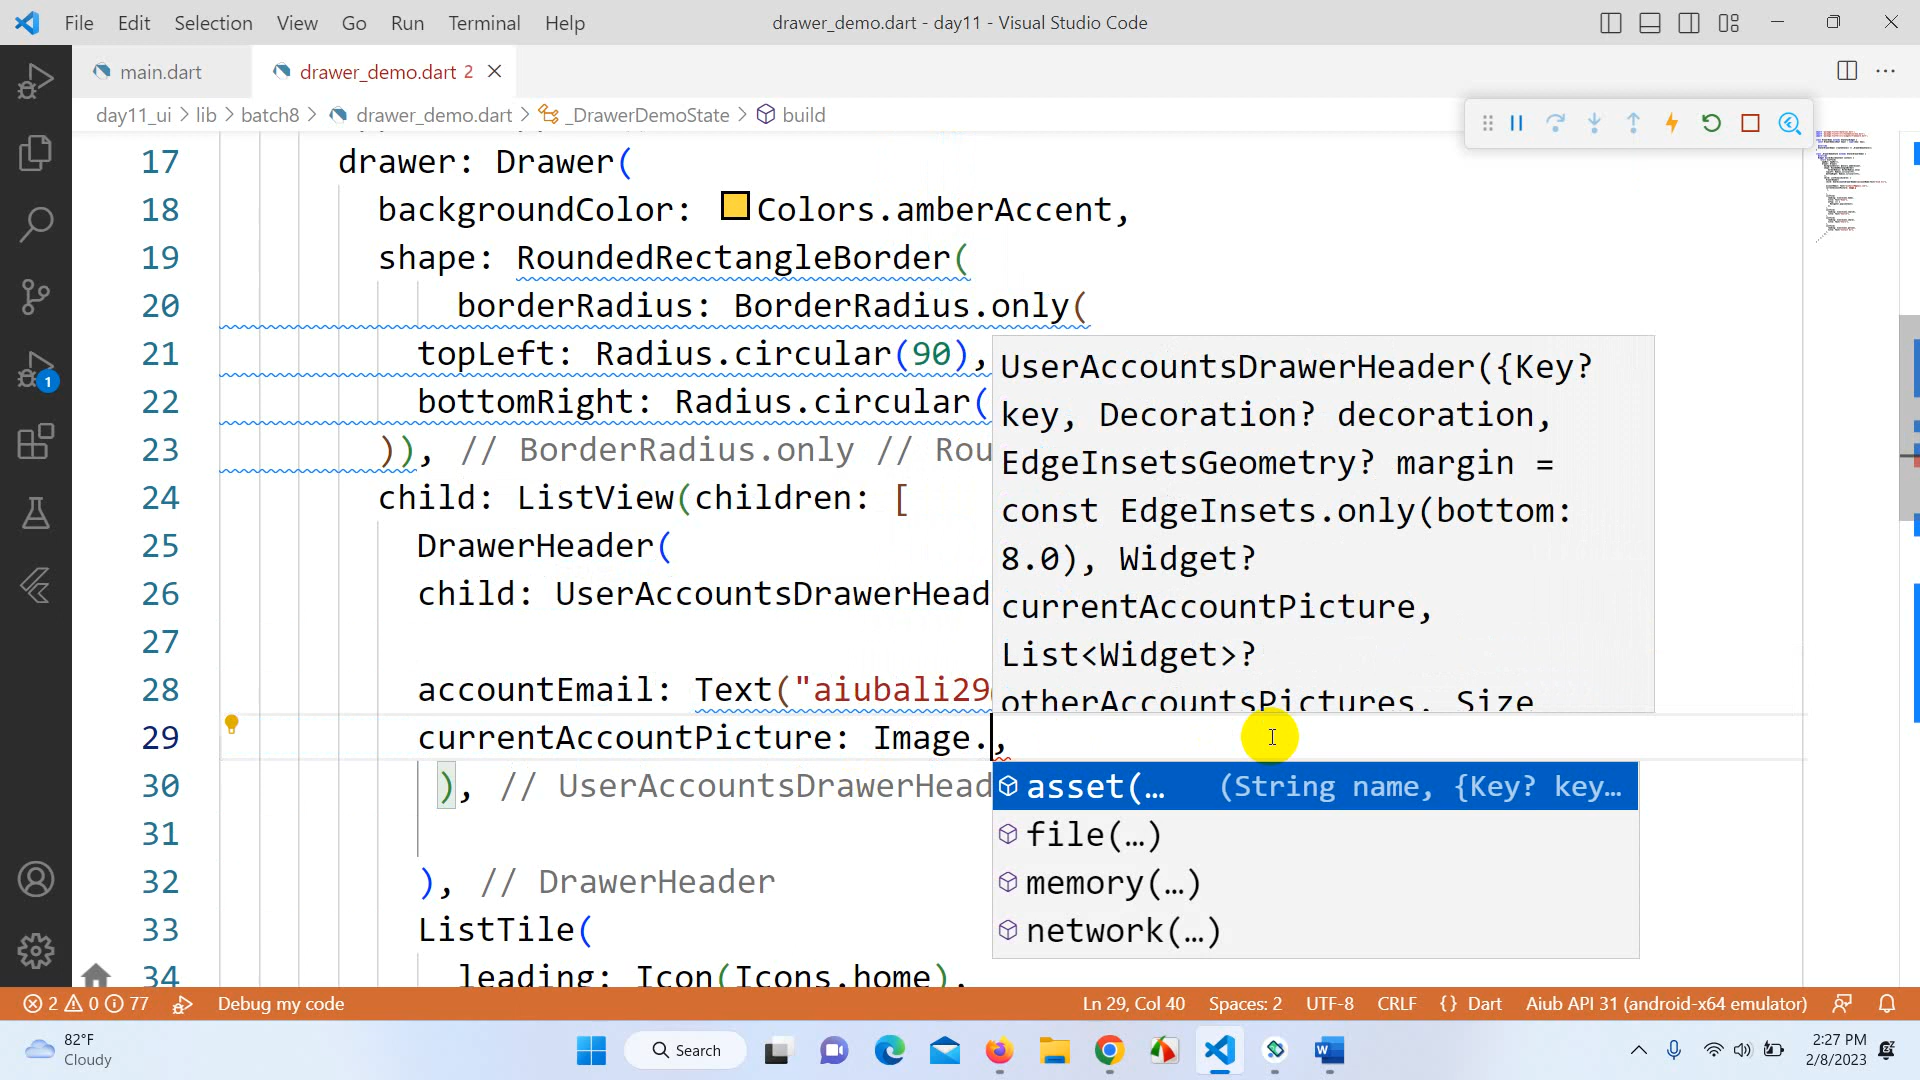 File Edit Selection View Go Run Terminal Help
drawer_demo.dart - day11 - Visual Studio Code
main.dart
drawer_demo.dart 2
day11_ui > lib > batch8 > drawer_demo.dart > _DrawerDemoState > build
17 drawer: Drawer(
18 backgroundColor: Colors.amberAccent,
19 shape: RoundedRectangleBorder(
20 borderRadius: BorderRadius.only(
21 topLeft: Radius.circular(90),
22 bottomRight: Radius.circular(
23 )), // BorderRadius.only // Rou
24 child: ListView(children: [
25 DrawerHeader(
26 child: UserAccountsDrawerHead
27
28 accountEmail: Text("aiubali29
29 currentAccountPicture: Image.,
30 ), // UserAccountsDrawerHead
31
32 ), // DrawerHeader
33 ListTile(
34 leading: Icon(Icons.home),
UserAccountsDrawerHeader({Key?
key, Decoration? decoration,
EdgeInsetsGeometry? margin =
const EdgeInsets.only(bottom:
8.0), Widget?
currentAccountPicture,
List<Widget>?
otherAccountsPictures, Size
asset(… (String name, {Key? key…
file(…)
memory(…)
network(…)
1
2 0 77 Debug my code
Ln 29, Col 40 Spaces: 2 UTF-8 CRLF {} Dart Aiub API 31 (android-x64 emulator)
82°F
Cloudy
Search
2:27 PM
2/8/2023